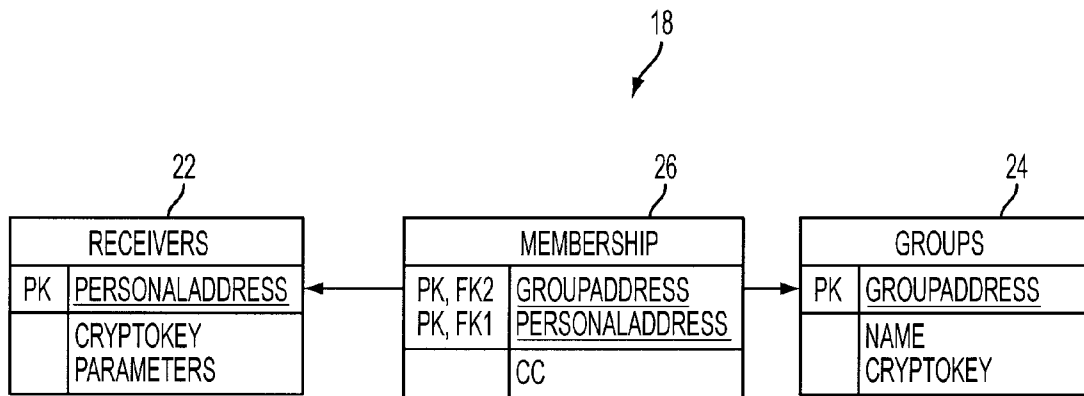 18
22
26
24
RECEIVERS
PK PERSONALADDRESS
CRYPTOKEY
PARAMETERS
MEMBERSHIP
PK, FK2 GROUPADDRESS
PK, FK1 PERSONALADDRESS
CC
GROUPS
PK GROUPADDRESS
NAME
CRYPTOKEY